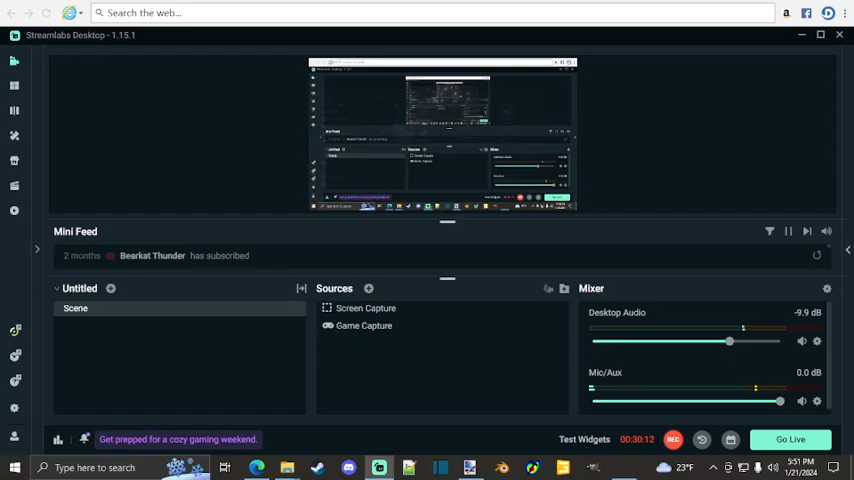 Search the web...
Streamlabs Desktop - 1.15.1
Mini Feed
2 months Bearkat Thunder has subscribed
Untitled
Scene
Sources
Screen Capture
Game Capture
Mixer
Desktop Audio -9.9 dB
Mic/Aux 0.0 dB
Get prepped for a cozy gaming weekend.
Test Widgets 00:30:12 REC Go Live
Type here to search
23°F
5:51 PM
1/21/2024